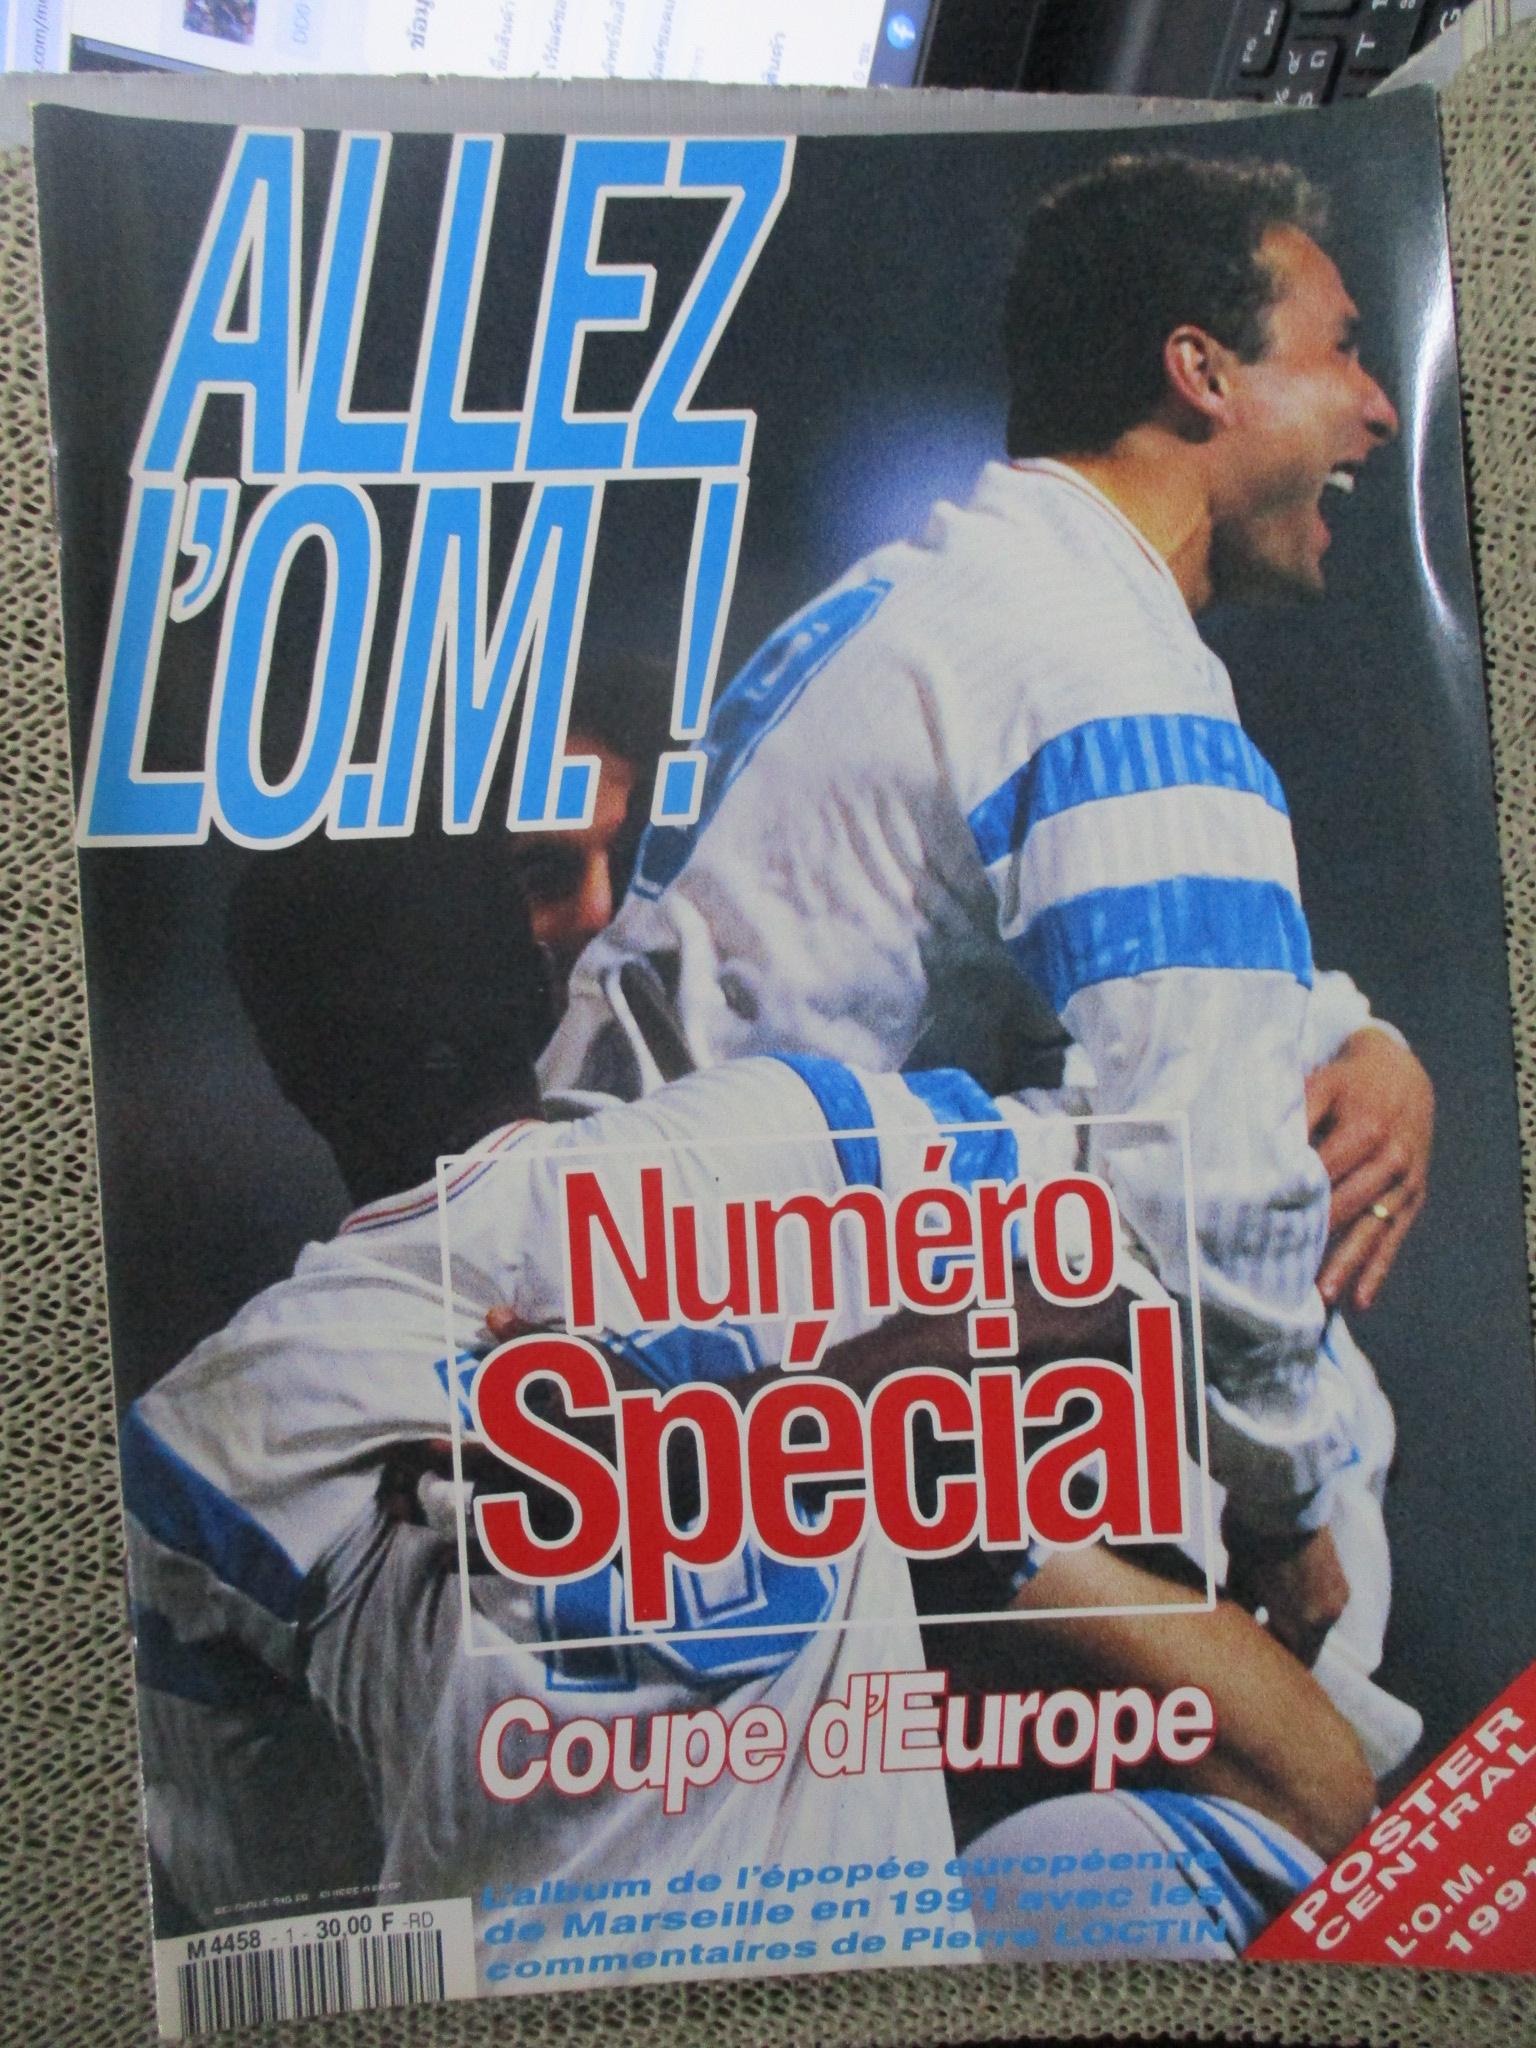 ALLEZ
L'O.M. !
Numéro
Spécial
Coupe d'Europe
L'album de l'épopée européenne
de Marseille en 1991 avec les
commentaires de Pierre LOCTIN
POSTER
CENTRAL
L'O.M.
M 4458 - 1 - 30,00 F -RD